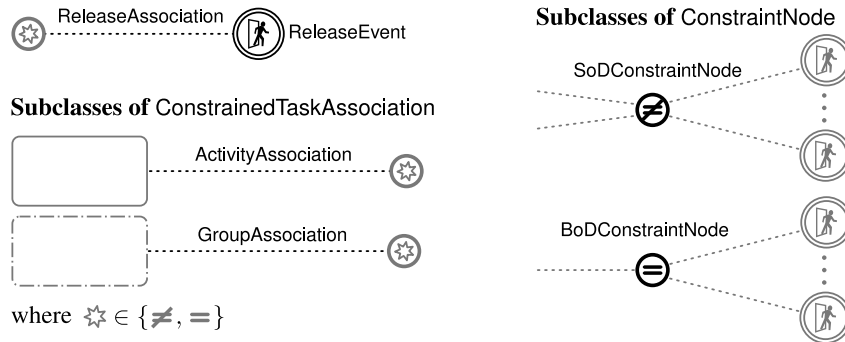 ReleaseAssociation
ReleaseEvent
Subclasses of ConstrainedTaskAssociation
ActivityAssociation
GroupAssociation
where ✵ ∈ {≠, =}
Subclasses of ConstraintNode
SoDConstraintNode
≠
BoDConstraintNode
=